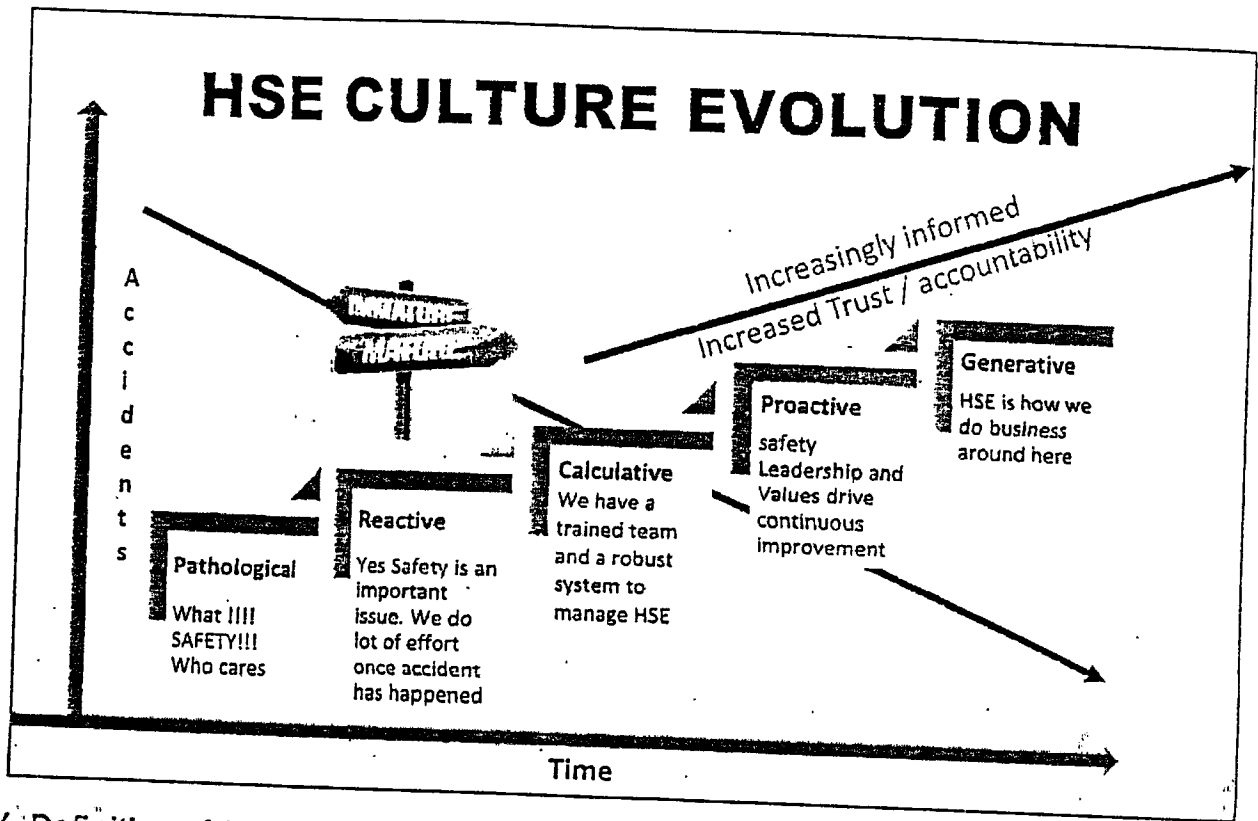 HSE CULTURE EVOLUTION
Accidents
IMMATURE
MATURE
Increasingly informed
Increased Trust / accountability
Pathological
What !!!!
SAFETY!!!
Who cares
Reactive
Yes Safety is an
important
issue. We do
lot of effort
once accident
has happened
Calculative
We have a
trained team
and a robust
system to
manage HSE
Proactive
safety
Leadership and
Values drive
continuous
improvement
Generative
HSE is how we
do business
around here
Time